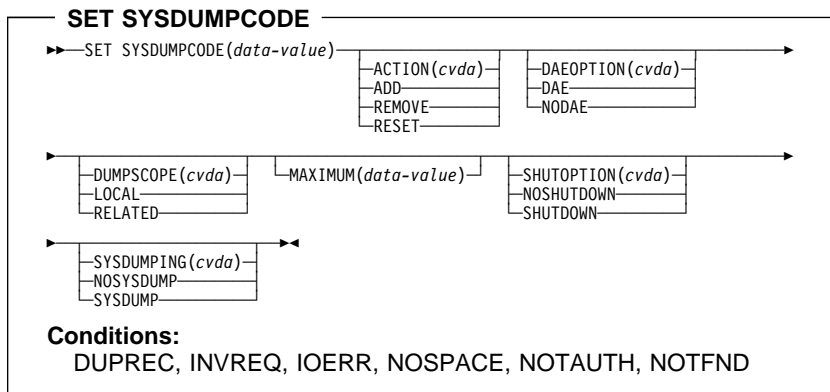 SET SYSDUMPCODE
SET SYSDUMPCODE(data-value)
ACTION(cvda) DAEOPTION(cvda)
ADD DAE
REMOVE NODAE
RESET
DUMPSCOPE(cvda) MAXIMUM(data-value) SHUTOPTION(cvda)
LOCAL NOSHUTDOWN
RELATED SHUTDOWN
SYSDUMPING(cvda)
NOSYSDUMP
SYSDUMP
Conditions:
DUPREC, INVREQ, IOERR, NOSPACE, NOTAUTH, NOTFND